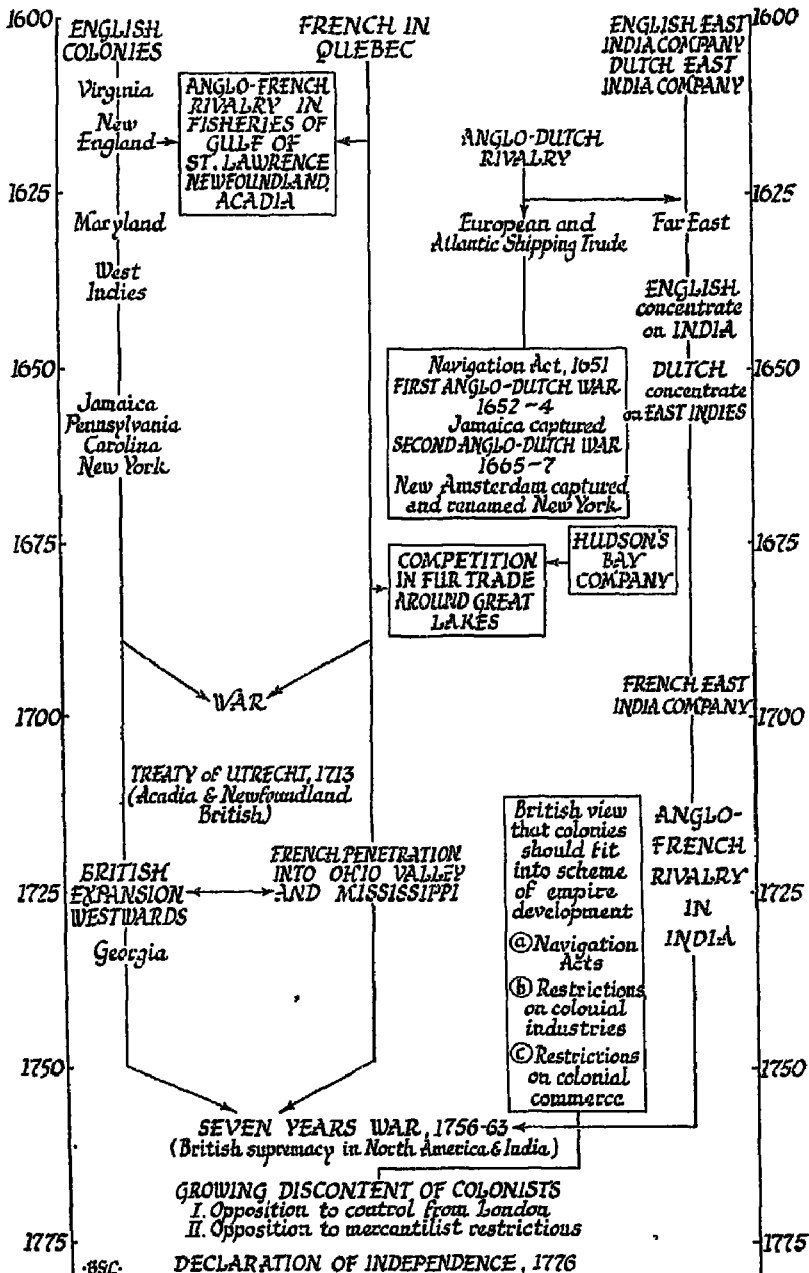 1600
ENGLISH
COLONIES
Virginia
New
England
Maryland
West
Indies
Jamaica
Pennsylvania
Carolina
New York
FRENCH IN
QUEBEC
ANGLO-FRENCH
RIVALRY IN
FISHERIES OF
GULF OF
ST. LAWRENCE
NEWFOUNDLAND,
ACADIA
ENGLISH EAST
INDIA COMPANY
DUTCH EAST
INDIA COMPANY
1600
ANGLO-DUTCH
RIVALRY
1625
1625
European and
Atlantic Shipping Trade
Far East
ENGLISH
concentrate
on INDIA
1650
1650
Navigation Act, 1651
FIRST ANGLO-DUTCH WAR
1652~4
Jamaica captured
SECOND ANGLO-DUTCH WAR
1665~7
New Amsterdam captured
and renamed New York
DUTCH
concentrate
on EAST INDIES
1675
1675
COMPETITION
IN FUR TRADE
AROUND GREAT
LAKES
HUDSON'S
BAY
COMPANY
WAR
FRENCH EAST
INDIA COMPANY
1700
1700
TREATY of UTRECHT, 1713
(Acadia & Newfoundland
British)
BRITISH
EXPANSION
WESTWARDS
Georgia
FRENCH PENETRATION
INTO OHIO VALLEY
AND MISSISSIPPI
1725
1725
British view
that colonies
should fit
into scheme
of empire
development
ⓐ Navigation
Acts
ⓑ Restrictions
on colonial
industries
ⓒ Restrictions
on colonial
commerce
ANGLO-
FRENCH
RIVALRY
IN
INDIA
1750
1750
SEVEN YEARS WAR, 1756-63
(British supremacy in North America & India)
GROWING DISCONTENT OF COLONISTS
I. Opposition to control from London
II. Opposition to mercantilist restrictions
1775
1775
·BSC·
DECLARATION OF INDEPENDENCE, 1776